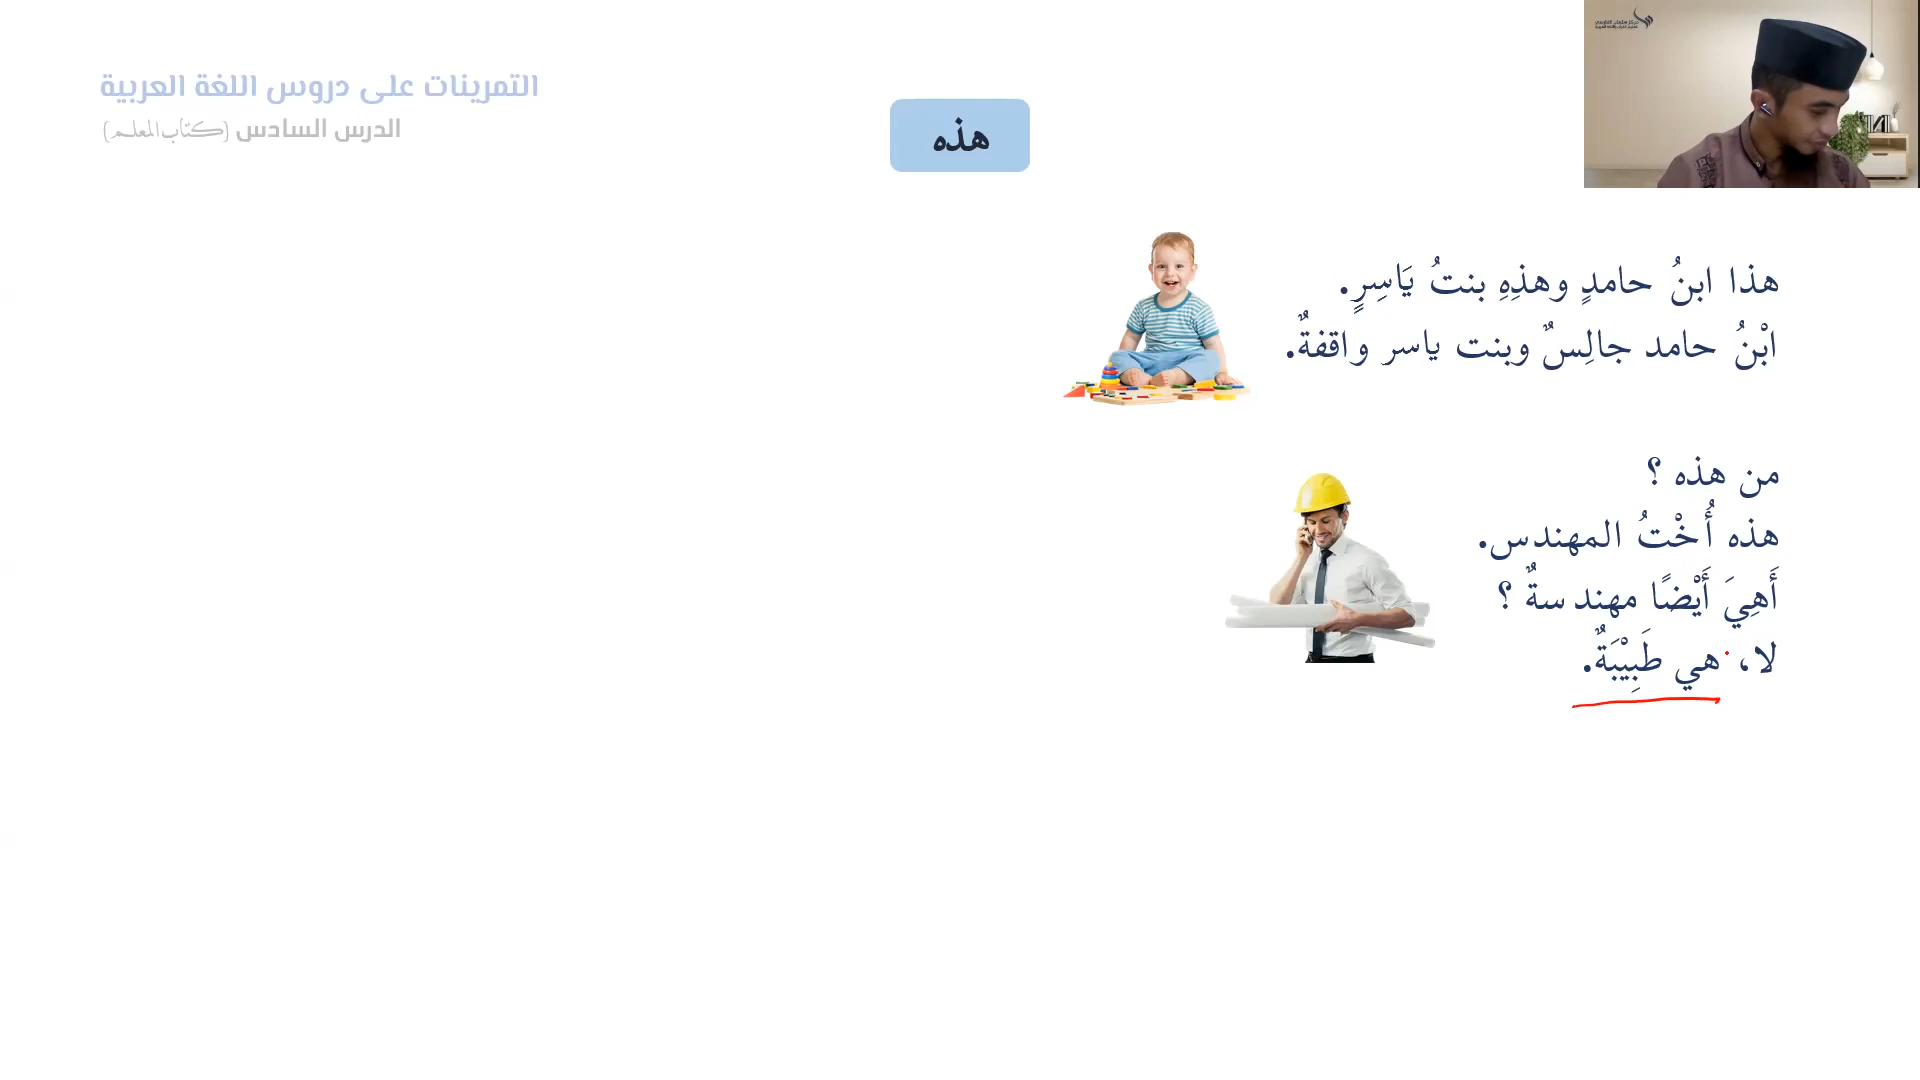 التمرينات على دروس اللغة العربية
الدرس السادس (كتاب المعلم)
هذه
هذا ابنُ حامدٍ وهذِهِ بنتُ يَاسِرٍ.
ابْنُ حامد جالِسٌ وبنت ياسر واقفةٌ.
من هذه ؟
هذه أُخْتُ المهندس.
أَهِيَ أَيْضًا مهندسةٌ ؟
لا، هي طَبِيْبَةٌ.